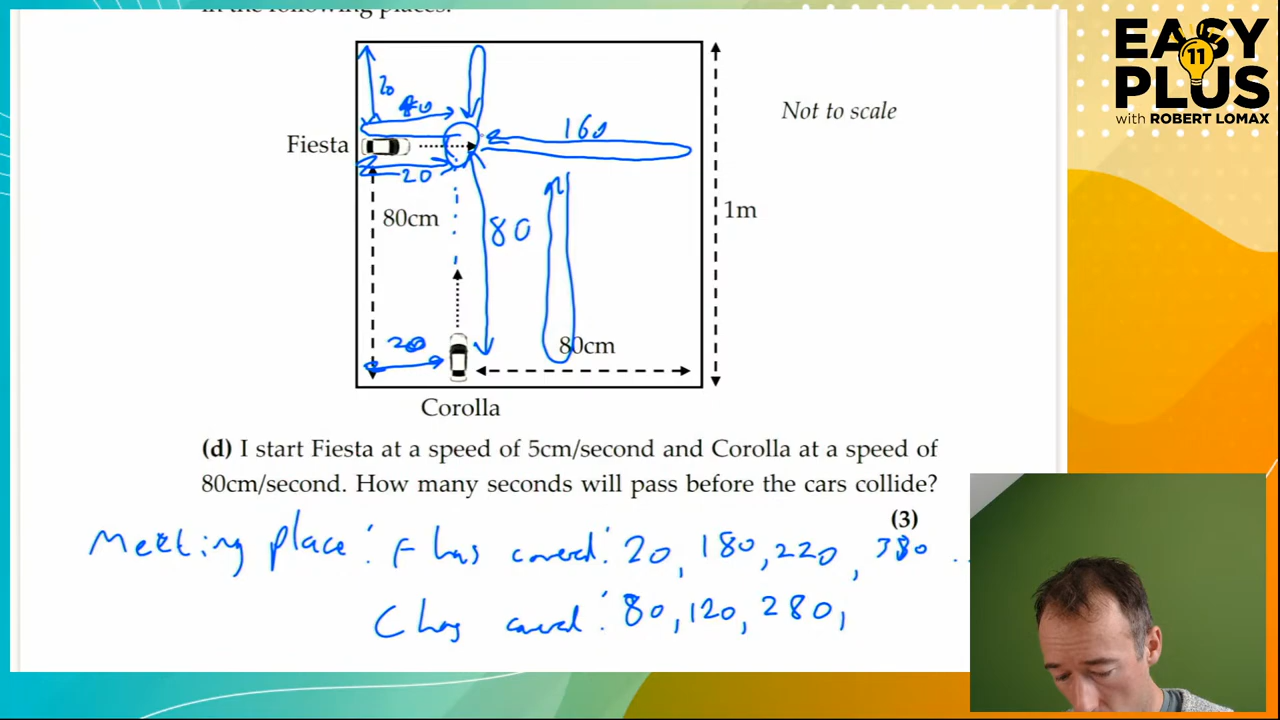 in the following places.
EASY
11
PLUS
with ROBERT LOMAX
Not to scale
20
40
160
Fiesta
20
80cm
80
1m
20
80cm
Corolla
(d) I start Fiesta at a speed of 5cm/second and Corolla at a speed of
80cm/second. How many seconds will pass before the cars collide?
(3)
Meeting place: F has covered: 20, 180, 220, 380 ...
C has covered: 80, 120, 280,